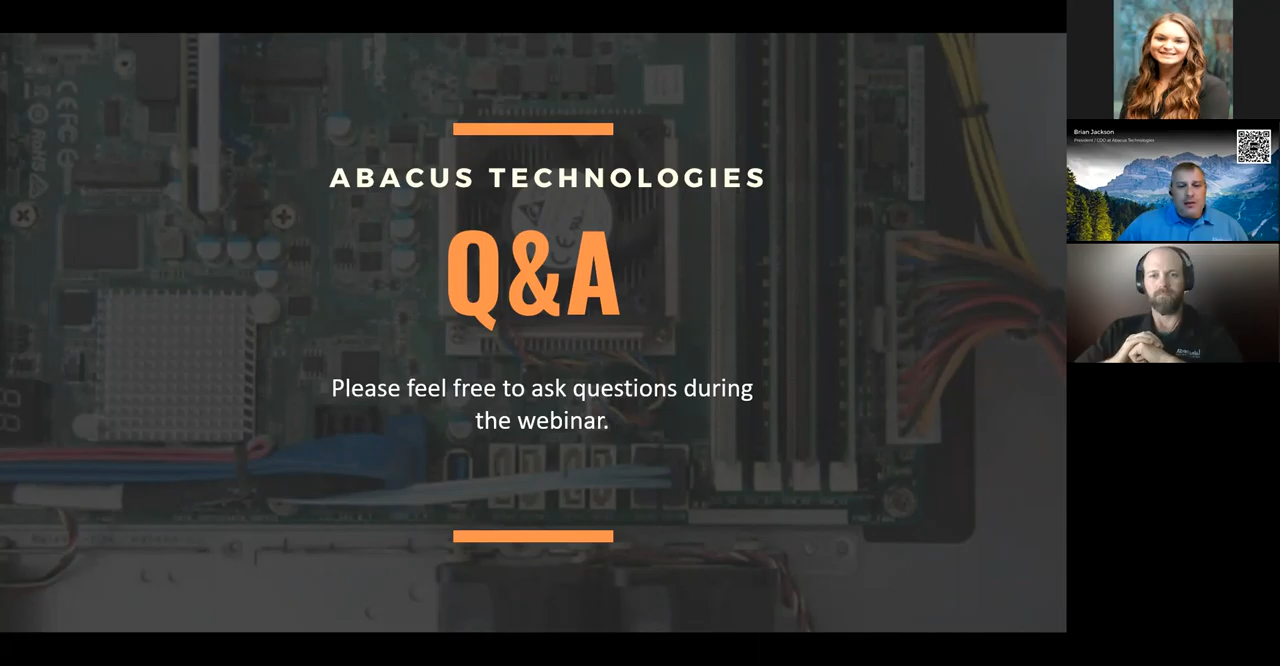 ABACUS TECHNOLOGIES
Q&A
Please feel free to ask questions during
the webinar.
Brian Jackson
President / COO at Abacus Technologies